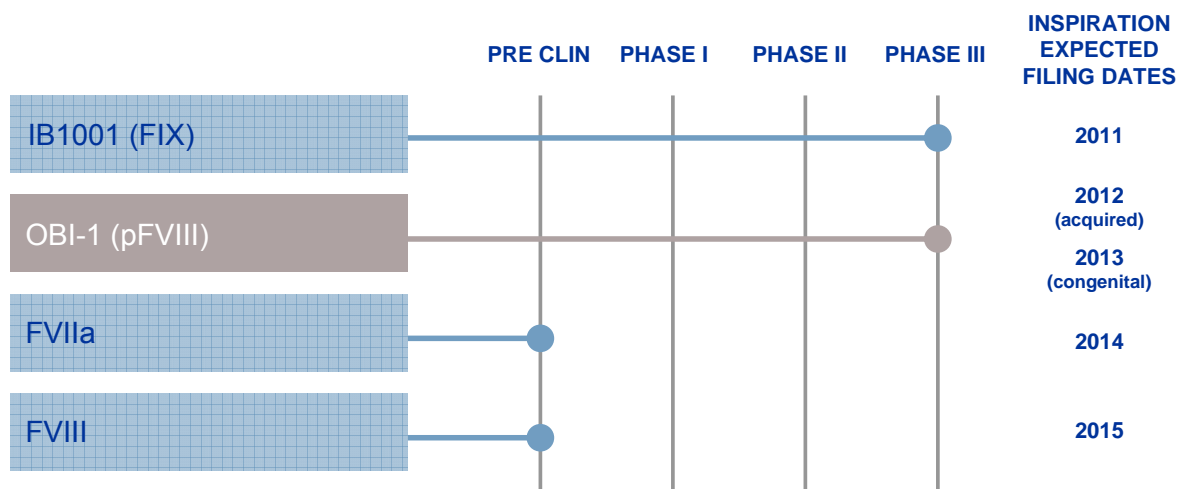 INSPIRATION
EXPECTED
FILING DATES
PRE CLIN PHASE I PHASE II PHASE III
IB1001 (FIX)
2011
OBI-1 (pFVIII)
2012
(acquired)
2013
(congenital)
FVIIa
2014
FVIII
2015